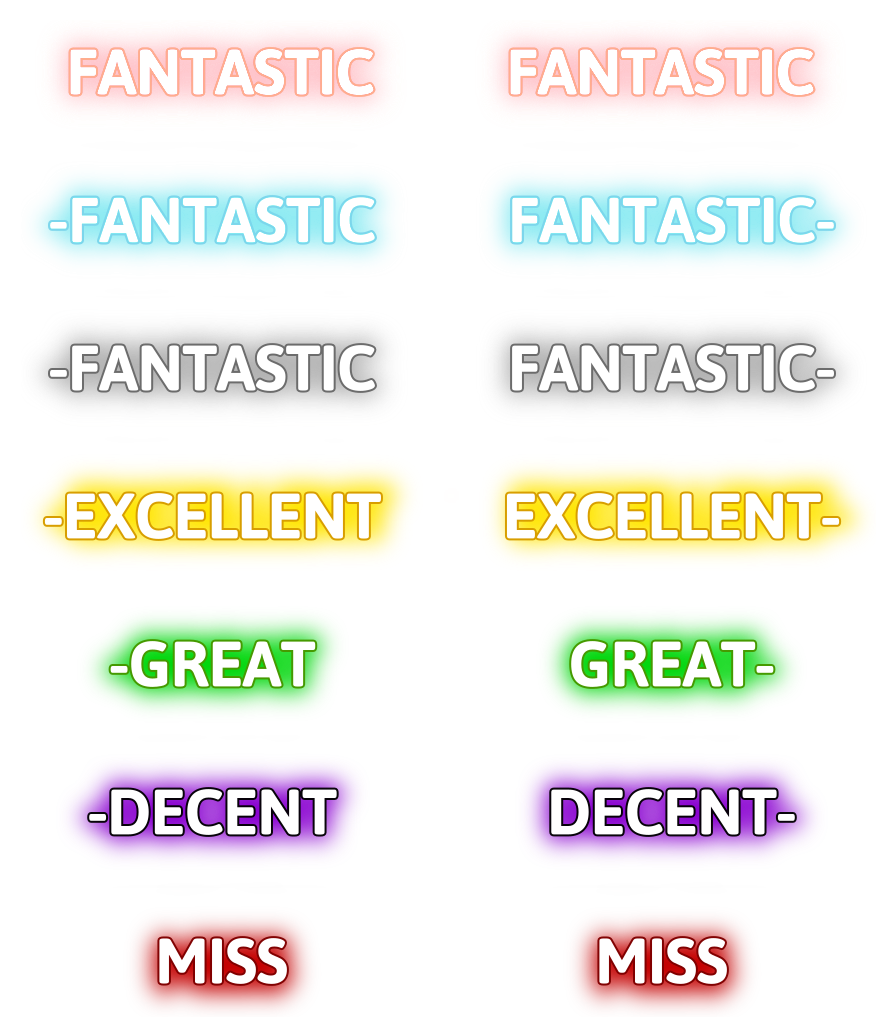 FANTASTIC FANTASTIC
-FANTASTIC FANTASTIC-
-FANTASTIC FANTASTIC-
-EXCELLENT EXCELLENT-
-GREAT GREAT-
-DECENT DECENT-
MISS MISS